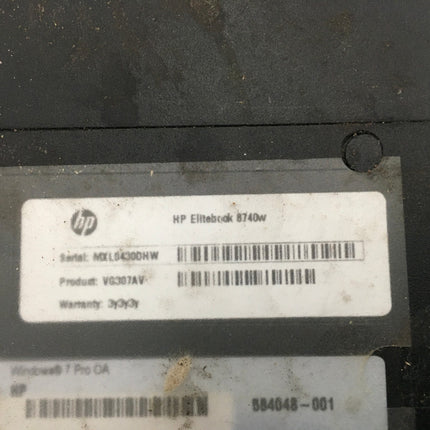 hp
HP Elitebook 8740w
Serial: MXL0430DHW
Product: VG307AV
Warranty: 3y3y3y
Windows® 7 Pro OA
HP
584048-001